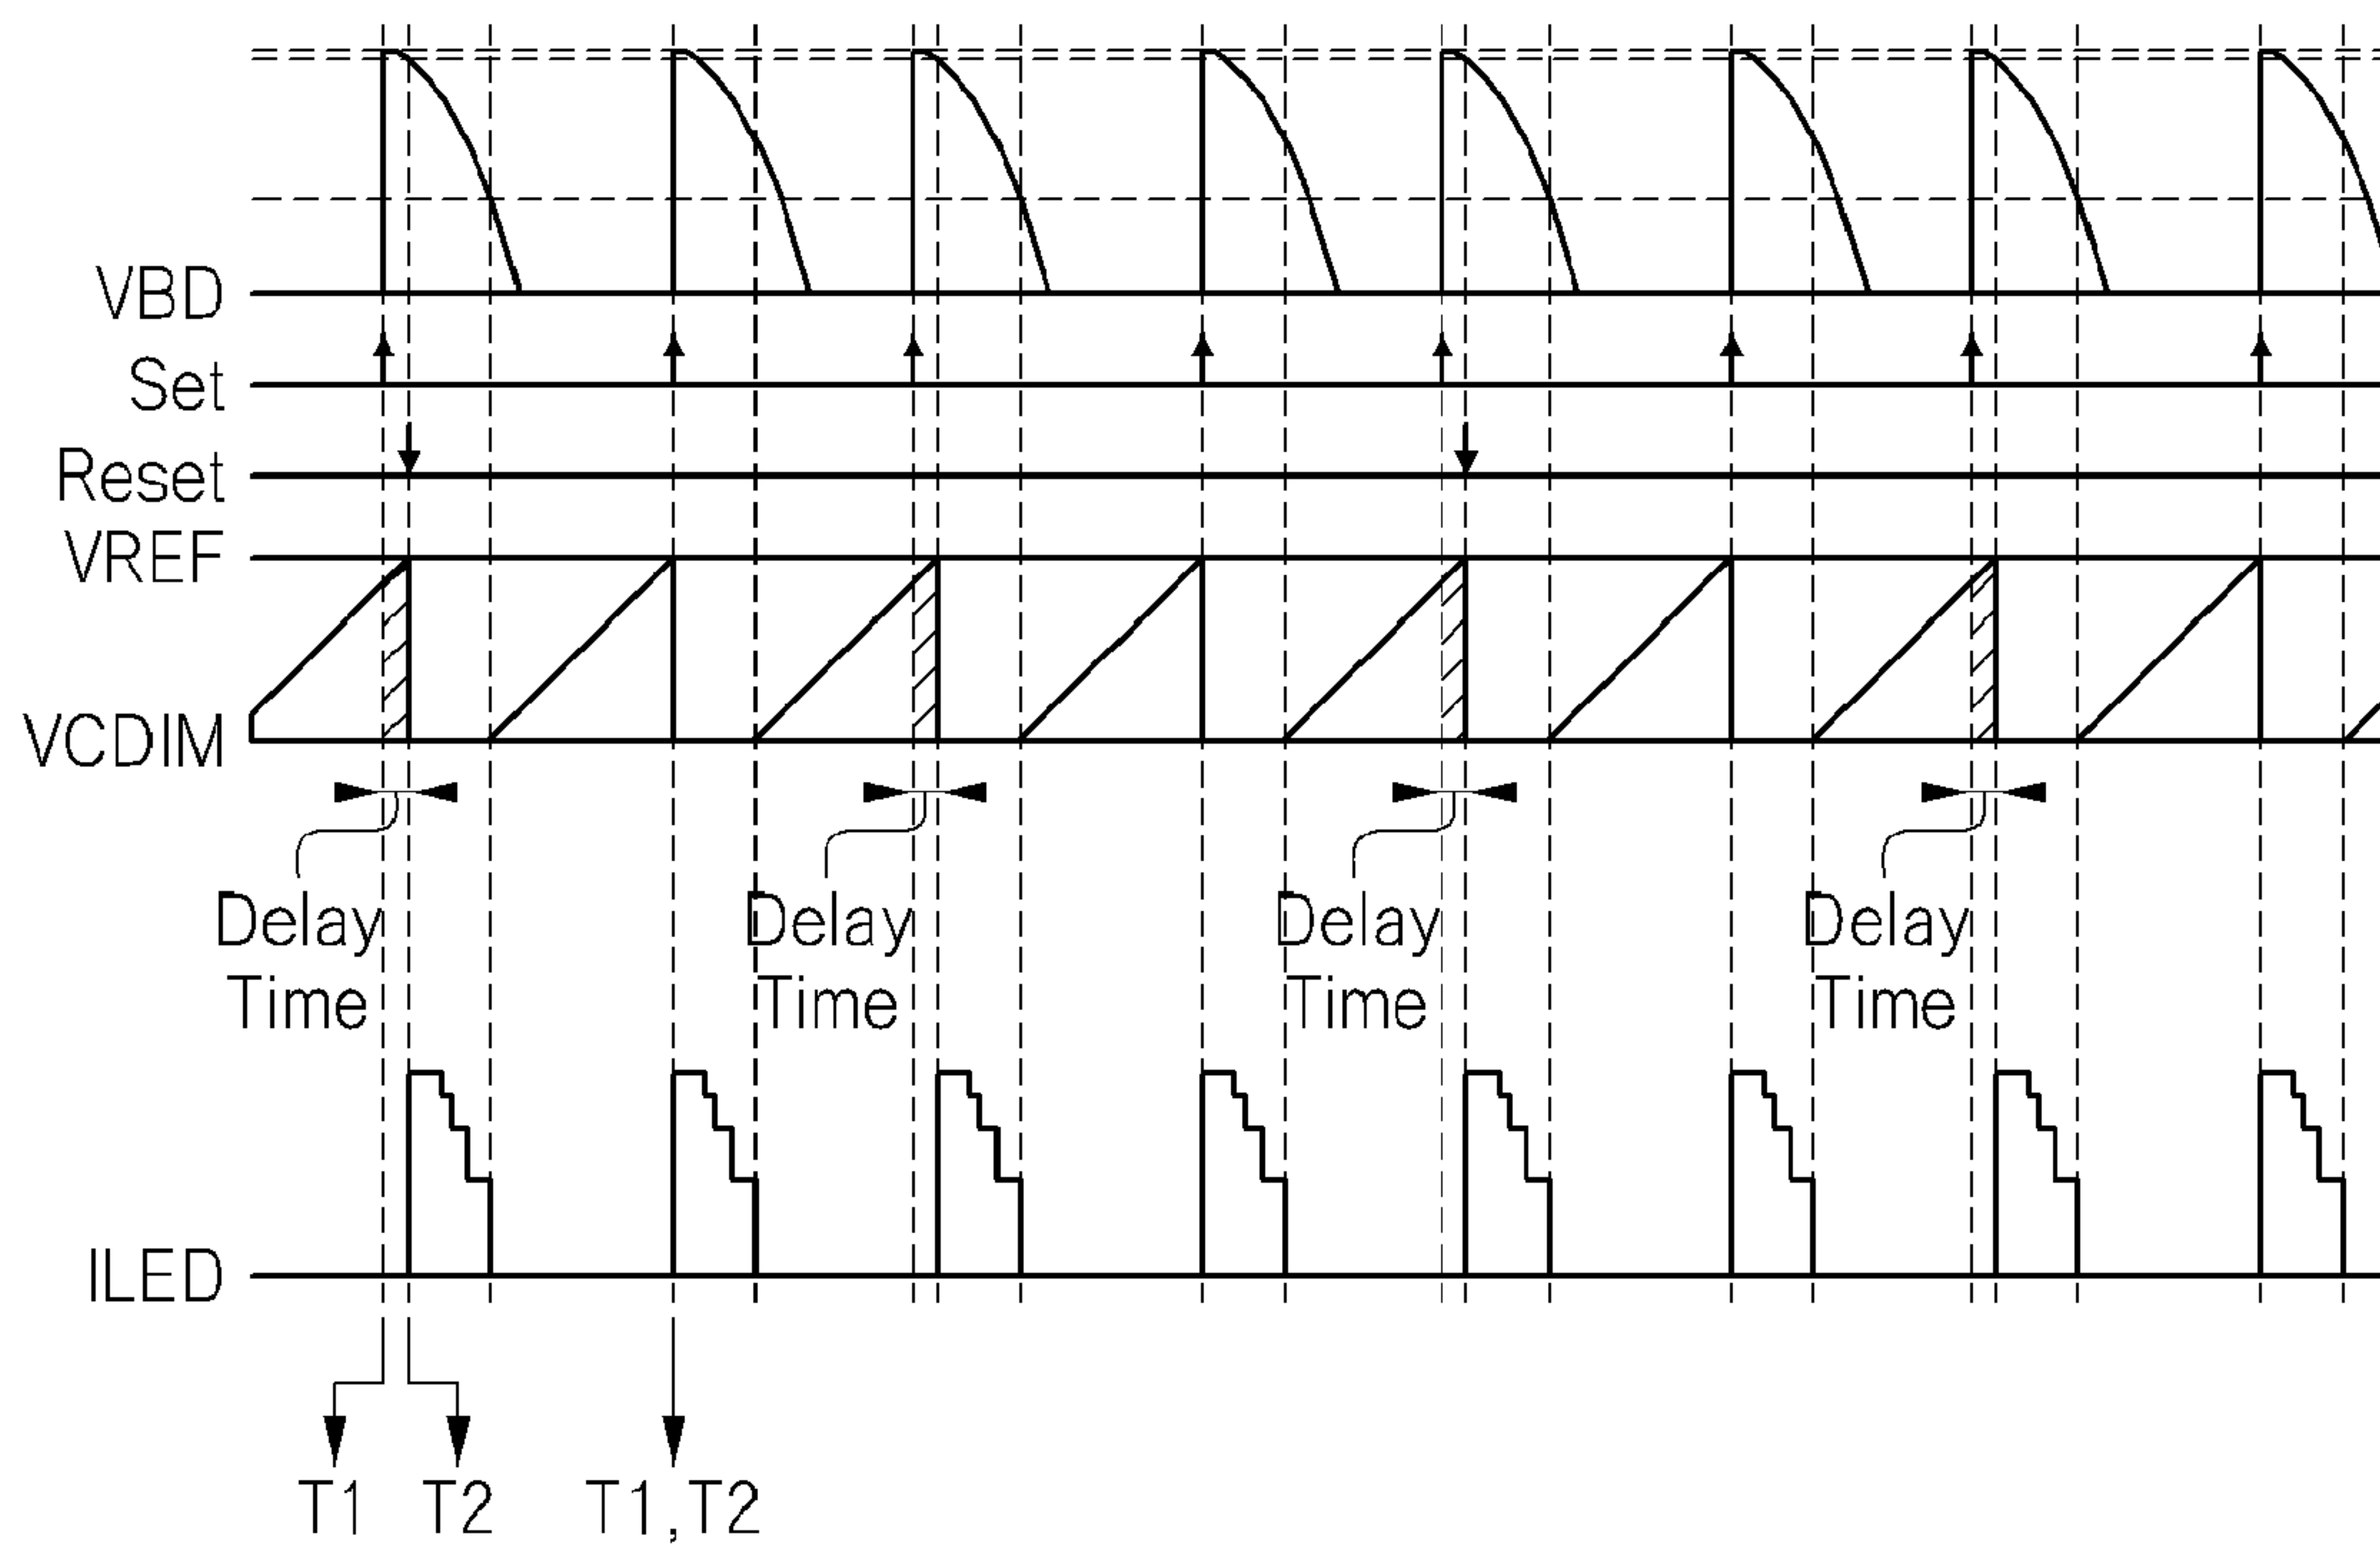 VBD
Set
Reset
VREF
VCDIM
Delay Delay Delay Delay
Time Time Time Time
ILED
T1 T2 T1,T2